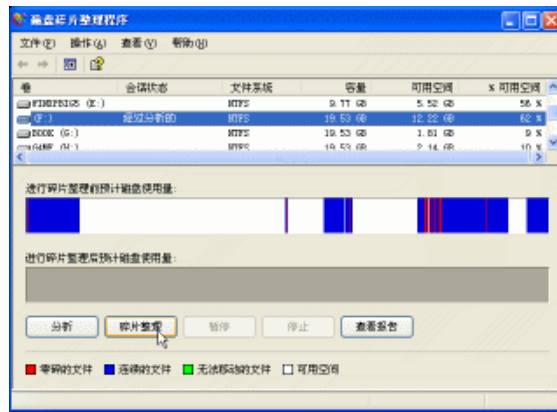 磁盘碎片整理程序
文件(F) 操作(A) 查看(V) 帮助(H)
卷 会话状态 文件系统 容量 可用空间 % 可用空间
(E:) NTFS 9.77 GB 5.52 GB 56 %
(F:) 经过分析的 NTFS 19.53 GB 12.22 GB 62 %
BOOK (G:) NTFS 19.53 GB 1.81 GB 9 %
GAME (H:) NTFS 19.53 GB 2.14 GB 10 %
进行碎片整理前预计磁盘使用量:
进行碎片整理后预计磁盘使用量:
分析 碎片整理 暂停 停止 查看报告
零碎的文件 连续的文件 无法移动的文件 可用空间